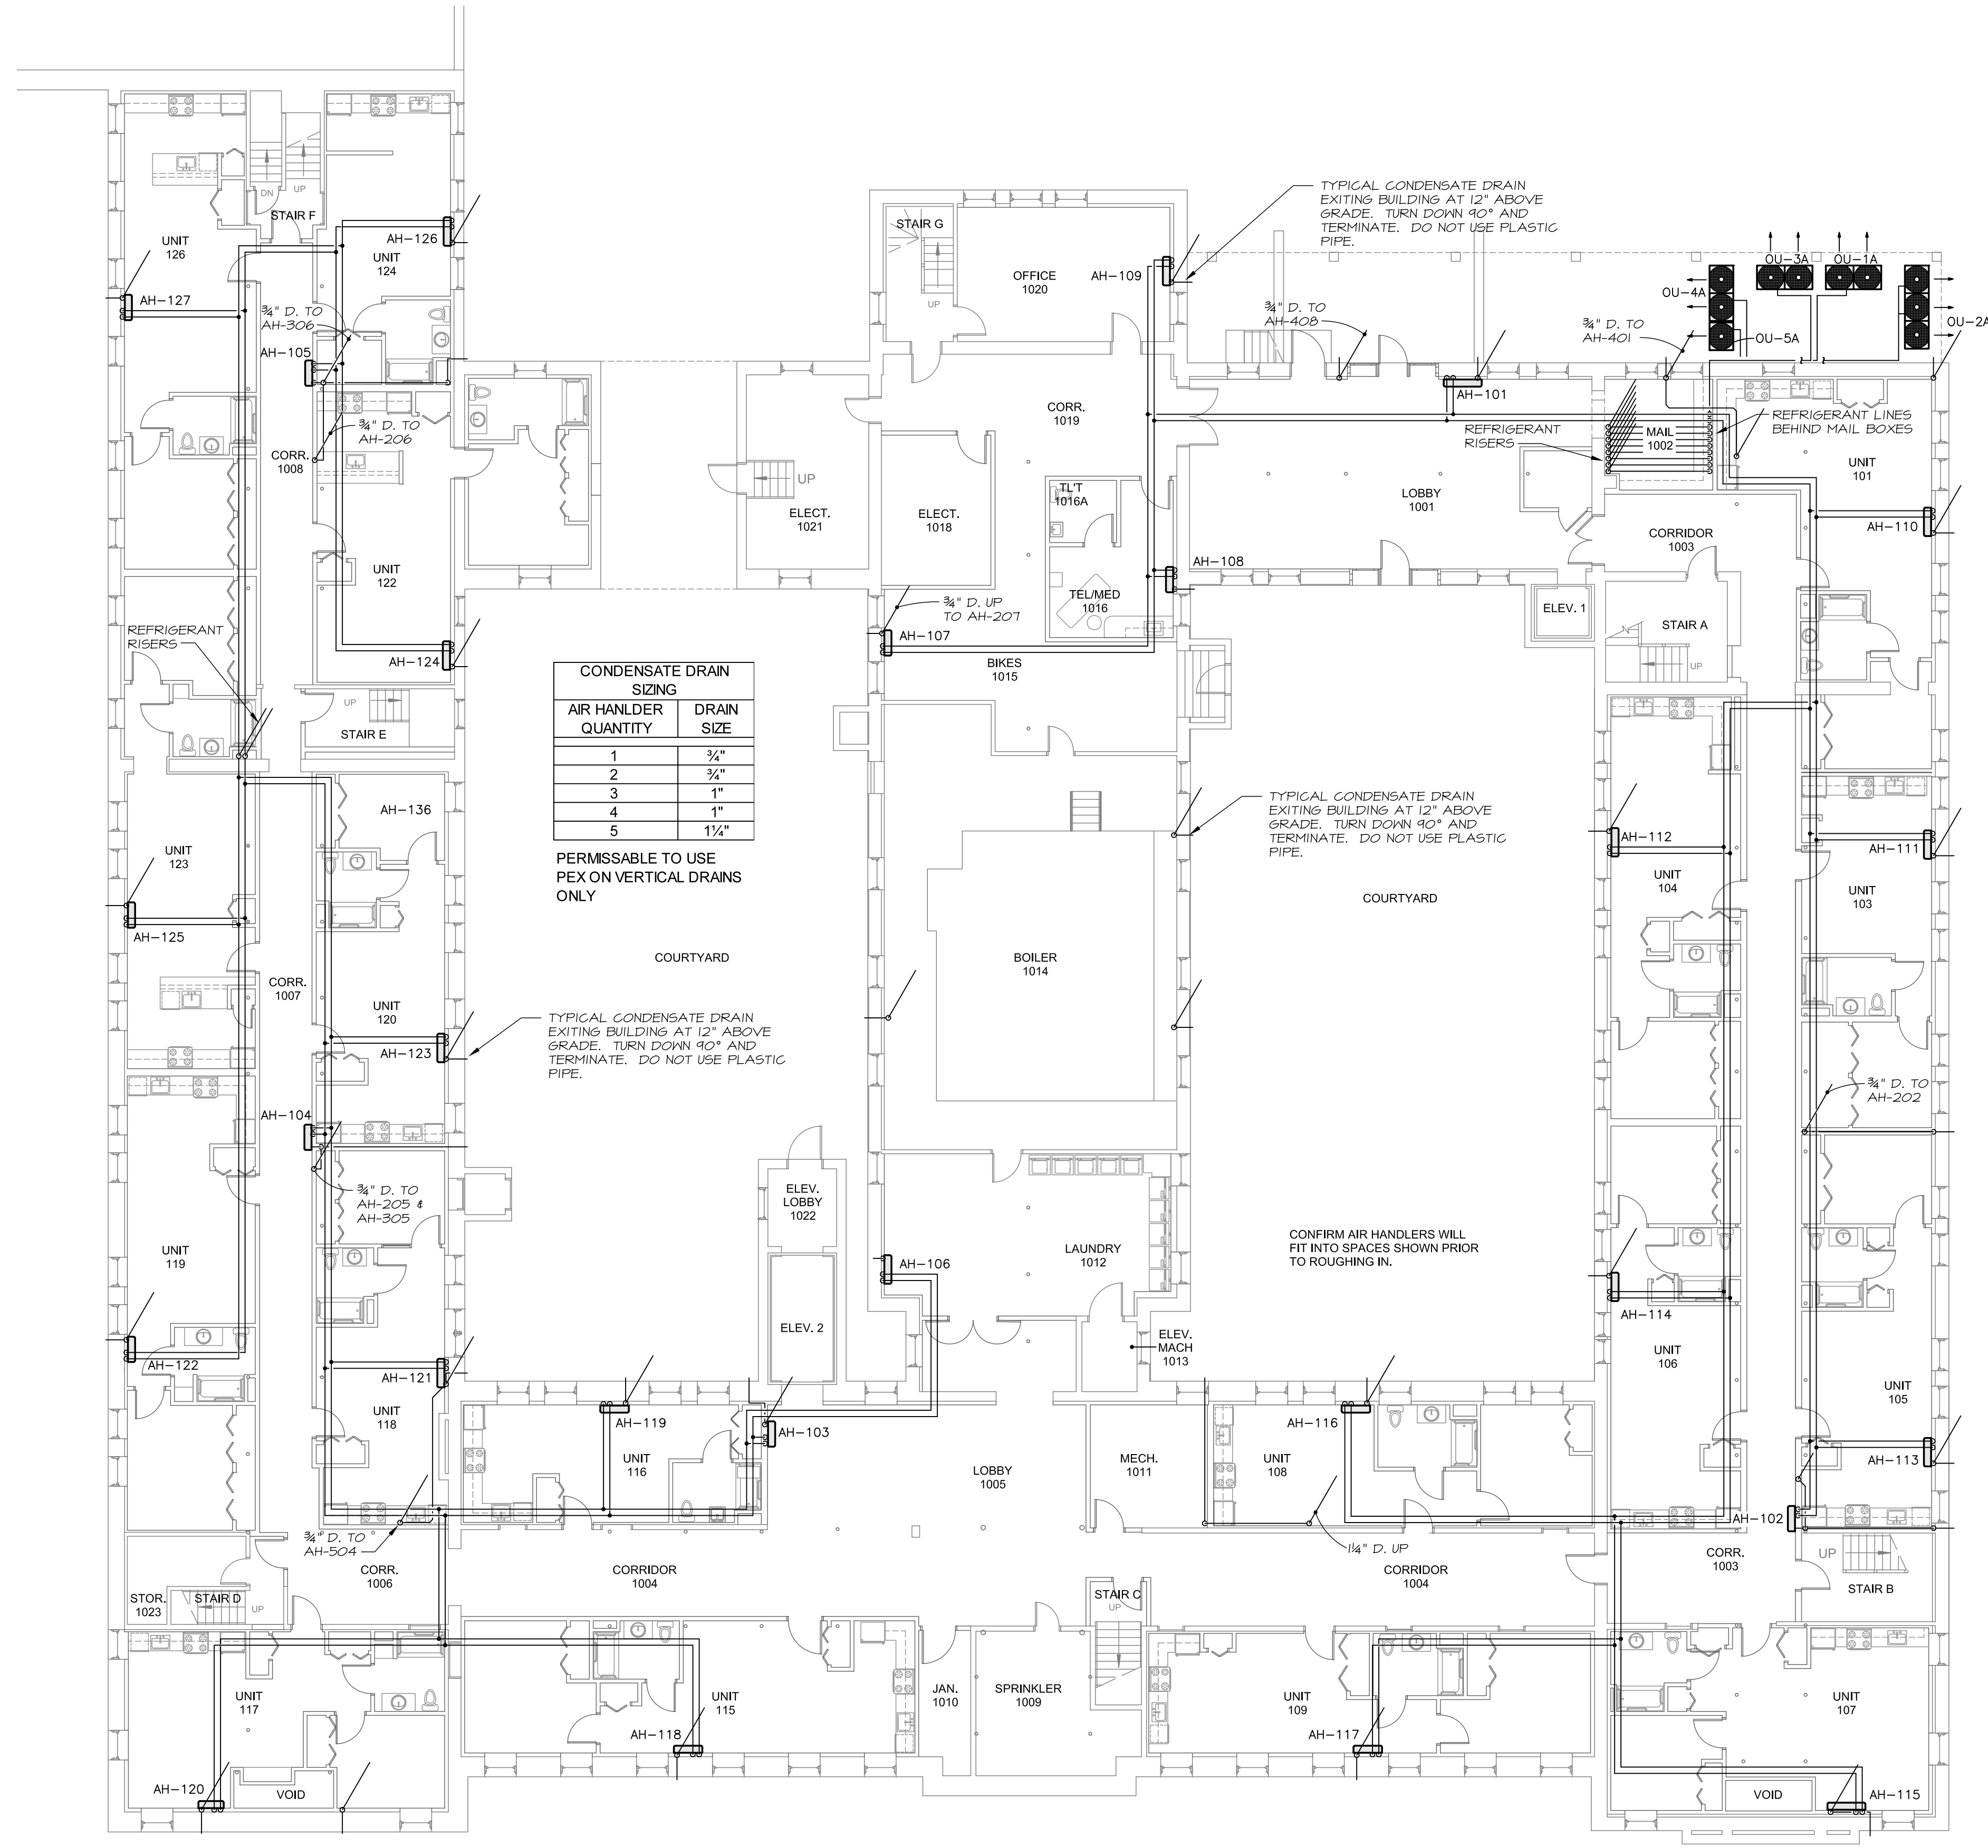 TYPICAL CONDENSATE DRAIN
EXITING BUILDING AT 12" ABOVE
GRADE. TURN DOWN 90° AND
TERMINATE. DO NOT USE PLASTIC
PIPE.
STAIR G
UP
OFFICE
1020
AH-109
DN
UP
STAIR F
UNIT
126
AH-126
UNIT
124
AH-127
¾" D. TO
AH-306
AH-105
¾" D. TO
AH-206
CORR.
1008
UNIT
122
AH-124
¾" D. TO
AH-408
¾" D. TO
AH-401
OU-3A
OU-1A
OU-4A
OU-5A
OU-2A
AH-101
CORR.
1019
REFRIGERANT
RISERS
MAIL
1002
REFRIGERANT LINES
BEHIND MAIL BOXES
UNIT
101
UP
ELECT.
1021
ELECT.
1018
TL'T
1016A
LOBBY
1001
CORRIDOR
1003
AH-110
AH-108
TEL/MED
1016
ELEV. 1
STAIR A
UP
¾" D. UP
TO AH-207
AH-107
BIKES
1015
REFRIGERANT
RISERS
UP
STAIR E
CONDENSATE DRAIN
SIZING
AIR HANLDER
QUANTITY
DRAIN
SIZE
1 ¾"
2 ¾"
3 1"
4 1"
5 1¼"
PERMISSABLE TO USE
PEX ON VERTICAL DRAINS
ONLY
AH-136
UNIT
123
AH-125
TYPICAL CONDENSATE DRAIN
EXITING BUILDING AT 12" ABOVE
GRADE. TURN DOWN 90° AND
TERMINATE. DO NOT USE PLASTIC
PIPE.
AH-112
UNIT
104
AH-111
UNIT
103
COURTYARD
COURTYARD
BOILER
1014
CORR.
1007
UNIT
120
AH-123
TYPICAL CONDENSATE DRAIN
EXITING BUILDING AT 12" ABOVE
GRADE. TURN DOWN 90° AND
TERMINATE. DO NOT USE PLASTIC
PIPE.
AH-104
¾" D. TO
AH-202
¾" D. TO
AH-205 &
AH-305
ELEV.
LOBBY
1022
UNIT
119
LAUNDRY
1012
CONFIRM AIR HANDLERS WILL
FIT INTO SPACES SHOWN PRIOR
TO ROUGHING IN.
AH-106
AH-114
ELEV. 2
ELEV.
MACH
1013
UNIT
106
AH-122
AH-121
UNIT
118
UNIT
105
AH-119
AH-103
AH-116
UNIT
116
LOBBY
1005
MECH.
1011
UNIT
108
AH-113
AH-102
¾" D. TO
AH-504
1¼" D. UP
CORR.
1006
CORRIDOR
1004
CORRIDOR
1004
CORR.
1003
UP
STAIR B
STOR.
1023
STAIR D
UP
STAIR C
UP
UNIT
117
UNIT
115
JAN.
1010
SPRINKLER
1009
UNIT
109
UNIT
107
AH-118
AH-117
AH-120
VOID
VOID
AH-115